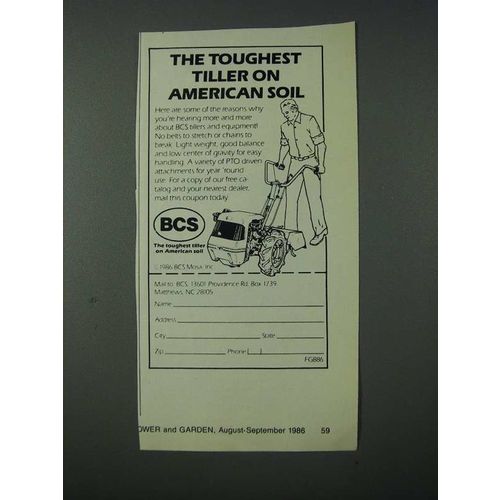 THE TOUGHEST
TILLER ON
AMERICAN SOIL
Here are some of the reasons why
you're hearing more and more
about BCS tillers and equipment!
No belts to stretch or chains to
break. Light weight, good balance
and low center of gravity for easy
handling. A variety of PTO driven
attachments for year 'round
use. For a copy of our free ca-
talog and your nearest dealer,
mail this coupon today.
BCS
The toughest tiller
on American soil
©1986 BCS Mosa, Inc.
Mail to: BCS, 13601 Providence Rd, Box 1739,
Matthews, NC 28105
Name
Address
City State
Zip Phone ( )
FG886
OWER and GARDEN, August-September 1986 59